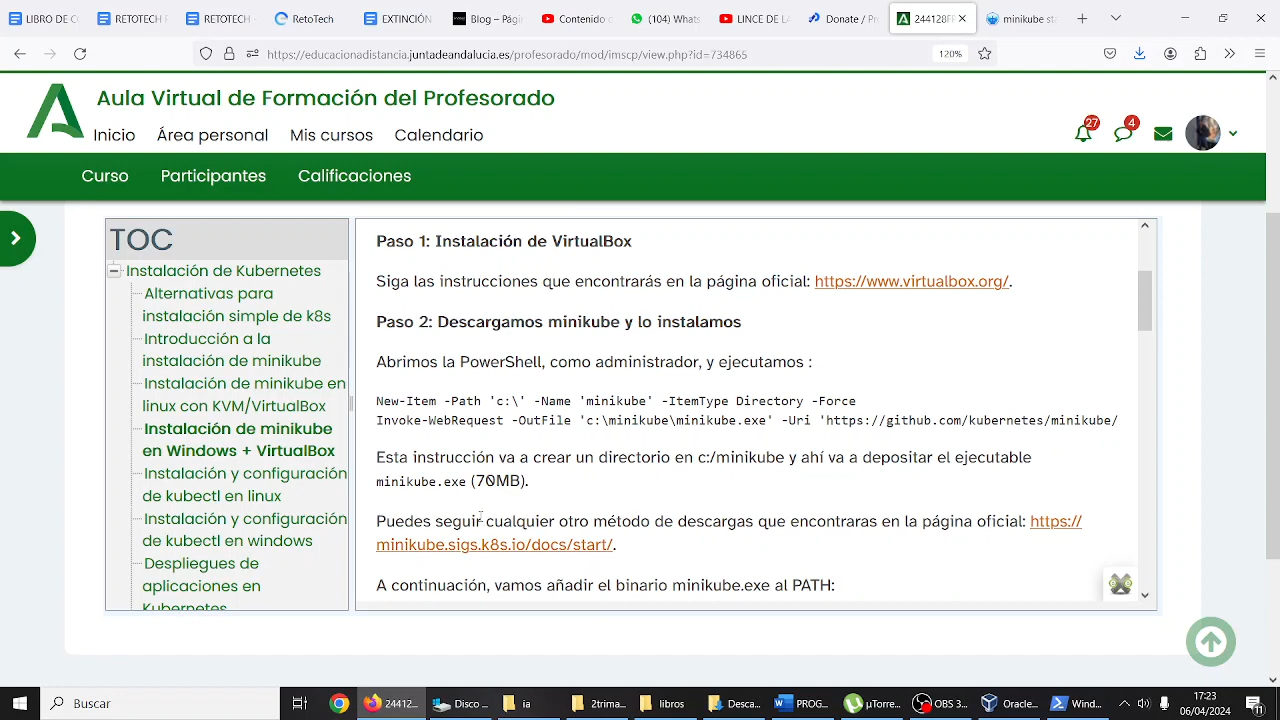 LIBRO DE C
RETOTECH F
RETOTECH -
RetoTech
EXTINCIÓN
Blog – Pági
Contenido c
(104) Whats
LINCE DE LA
Donate / Pr
244128FF
minikube sta
https://educacionadistancia.juntadeandalucia.es/profesorado/mod/imscp/view.php?id=734865
120%
Aula Virtual de Formación del Profesorado
Inicio Área personal Mis cursos Calendario
27
4
Curso Participantes Calificaciones
TOC
Instalación de Kubernetes
Alternativas para
instalación simple de k8s
Introducción a la
instalación de minikube
Instalación de minikube en
linux con KVM/VirtualBox
Instalación de minikube
en Windows + VirtualBox
Instalación y configuración
de kubectl en linux
Instalación y configuración
de kubectl en windows
Despliegues de
aplicaciones en
Kubernetes
Paso 1: Instalación de VirtualBox
Siga las instrucciones que encontrarás en la página oficial: https://www.virtualbox.org/.
Paso 2: Descargamos minikube y lo instalamos
Abrimos la PowerShell, como administrador, y ejecutamos :
New-Item -Path 'c:\' -Name 'minikube' -ItemType Directory -Force
Invoke-WebRequest -OutFile 'c:\minikube\minikube.exe' -Uri 'https://github.com/kubernetes/minikube/
Esta instrucción va a crear un directorio en c:/minikube y ahí va a depositar el ejecutable
minikube.exe (70MB).
Puedes seguir cualquier otro método de descargas que encontraras en la página oficial: https://
minikube.sigs.k8s.io/docs/start/.
A continuación, vamos añadir el binario minikube.exe al PATH:
Buscar
24412...
Disco ...
ia
2trima...
libros
Desca...
PROG...
µTorre...
OBS 3...
Oracle...
Wind...
17:23
06/04/2024
11